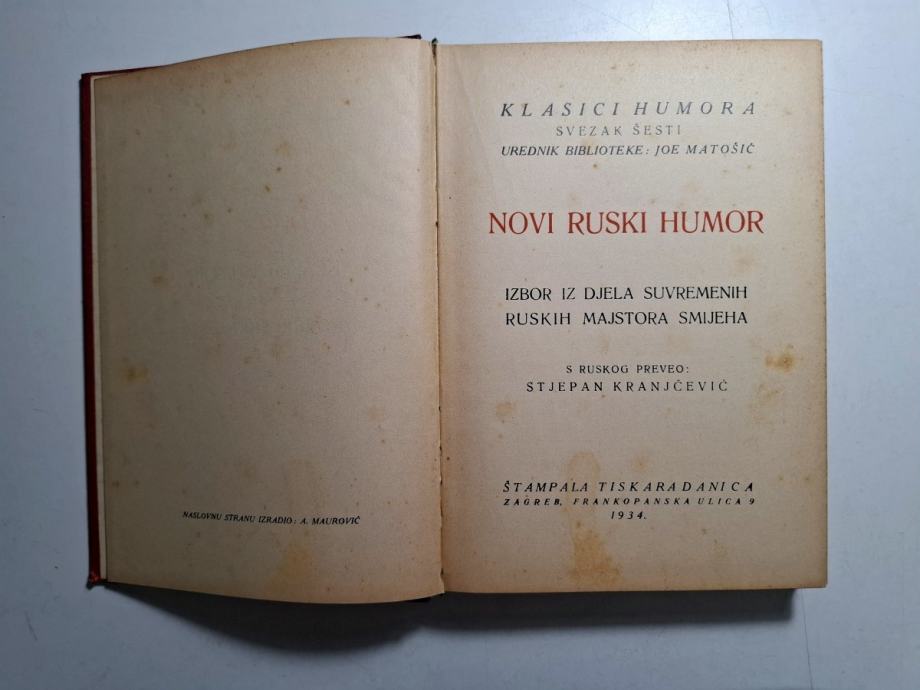 NASLOVNU STRANU IZRADIO: A. MAUROVIĆ
KLASICI HUMORA
SVEZAK ŠESTI
UREDNIK BIBLIOTEKE: JOE MATOŠIĆ
NOVI RUSKI HUMOR
IZBOR IZ DJELA SUVREMENIH
RUSKIH MAJSTORA SMIJEHA
S RUSKOG PREVEO:
STJEPAN KRANJČEVIĆ
ŠTAMPALA TISKARA DANICA
ZAGREB, FRANKOPANSKA ULICA 9
1934.